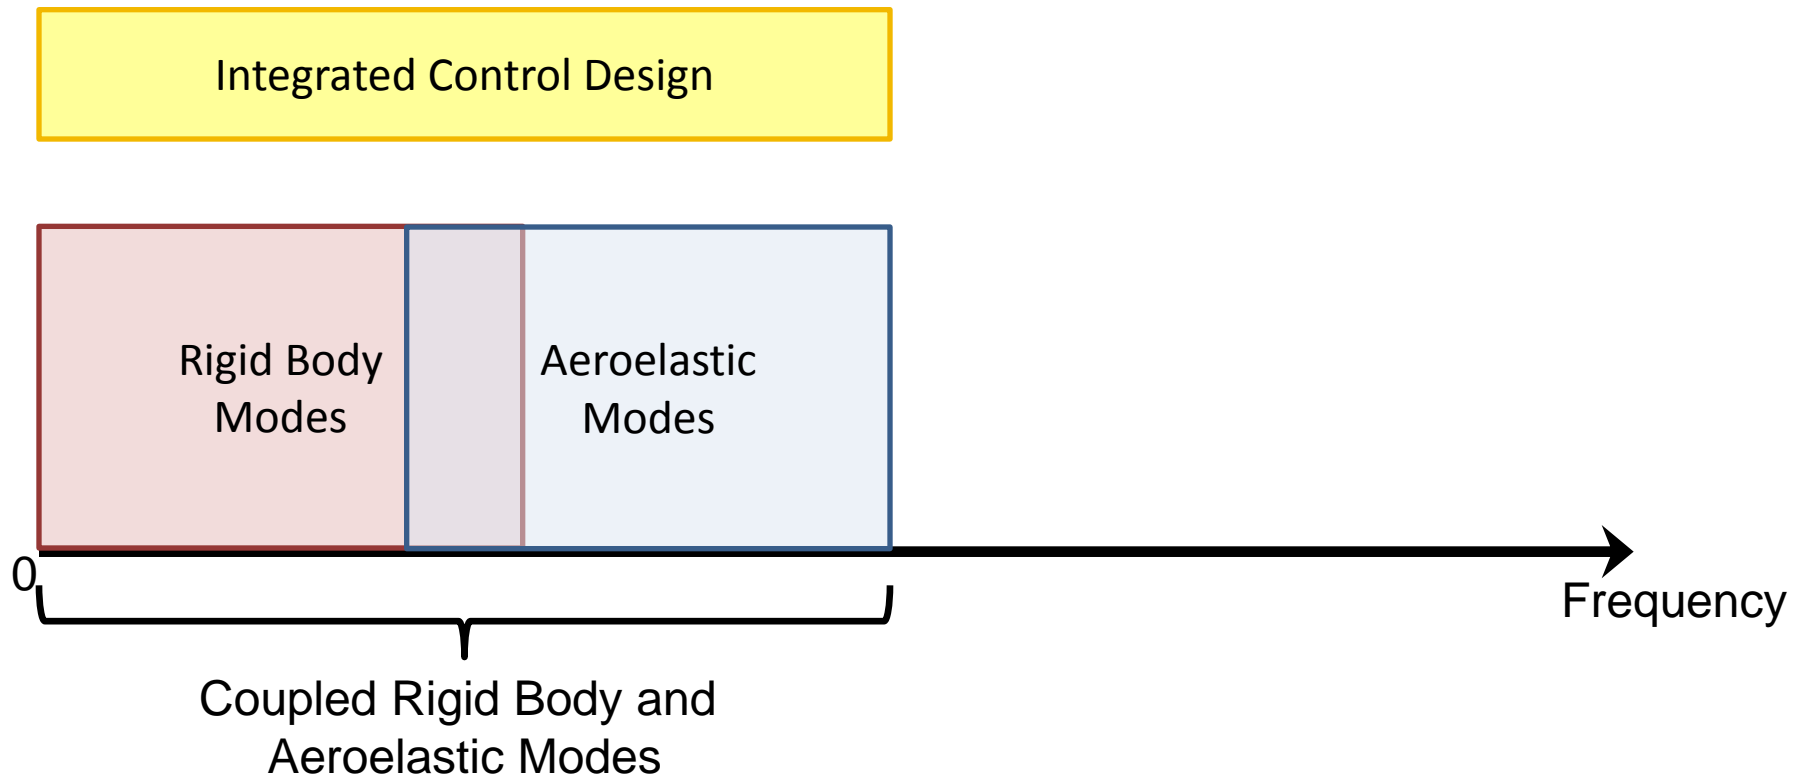 Integrated Control Design
Rigid Body
Modes
Aeroelastic
Modes
0
Frequency
Coupled Rigid Body and
Aeroelastic Modes